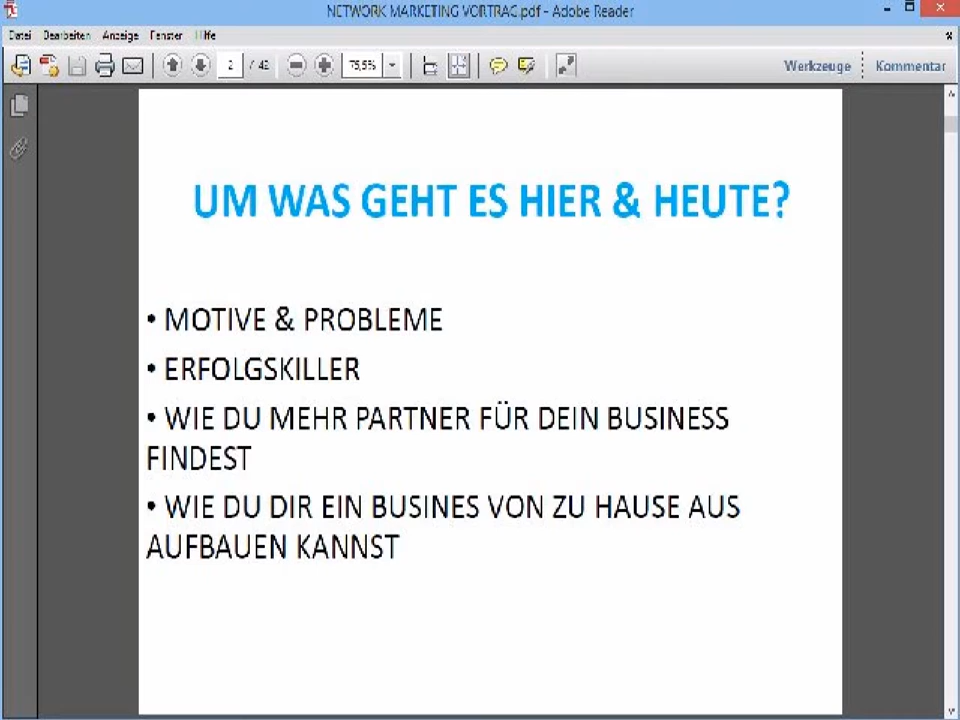 NETWORK MARKETING VORTRAG.pdf - Adobe Reader
Datei Bearbeiten Anzeige Fenster Hilfe
2 / 42 75,5% Werkzeuge Kommentar
UM WAS GEHT ES HIER & HEUTE?
• MOTIVE & PROBLEME
• ERFOLGSKILLER
• WIE DU MEHR PARTNER FÜR DEIN BUSINESS
FINDEST
• WIE DU DIR EIN BUSINES VON ZU HAUSE AUS
AUFBAUEN KANNST